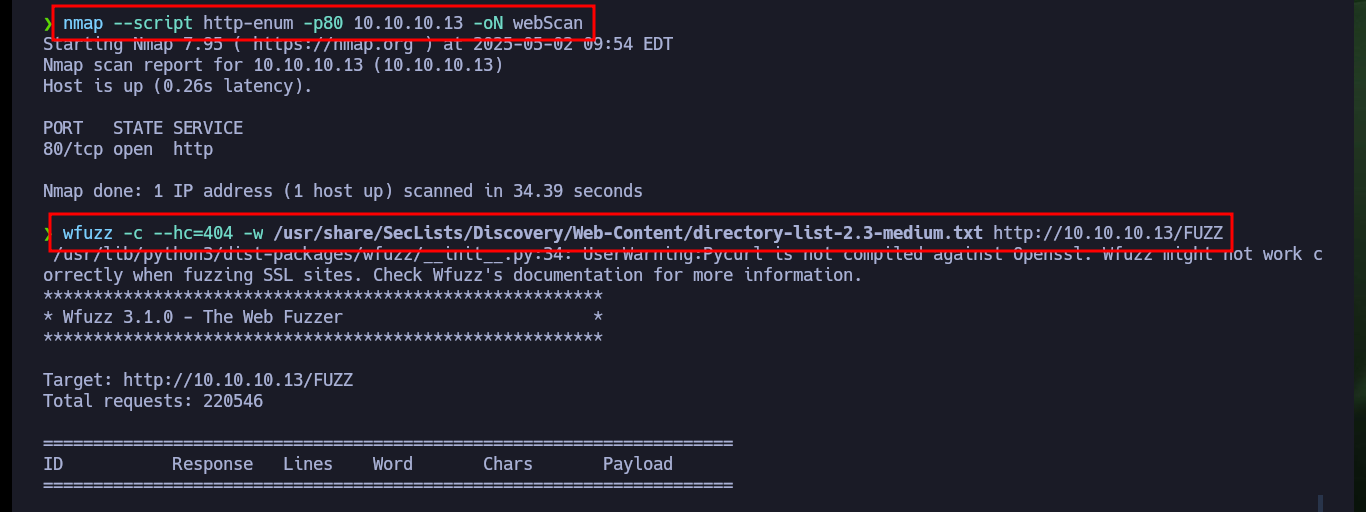 ❯ nmap --script http-enum -p80 10.10.10.13 -oN webScan
Starting Nmap 7.95 ( https://nmap.org ) at 2025-05-02 09:54 EDT
Nmap scan report for 10.10.10.13 (10.10.10.13)
Host is up (0.26s latency).
PORT   STATE SERVICE
80/tcp open  http
Nmap done: 1 IP address (1 host up) scanned in 34.39 seconds
❯ wfuzz -c --hc=404 -w /usr/share/SecLists/Discovery/Web-Content/directory-list-2.3-medium.txt http://10.10.10.13/FUZZ
/usr/lib/python3/dist-packages/wfuzz/__init__.py:34: UserWarning:Pycurl is not compiled against Openssl. Wfuzz might not work c
orrectly when fuzzing SSL sites. Check Wfuzz's documentation for more information.
********************************************************
* Wfuzz 3.1.0 - The Web Fuzzer                         *
********************************************************
Target: http://10.10.10.13/FUZZ
Total requests: 220546
=====================================================================
ID           Response   Lines    Word       Chars       Payload
=====================================================================